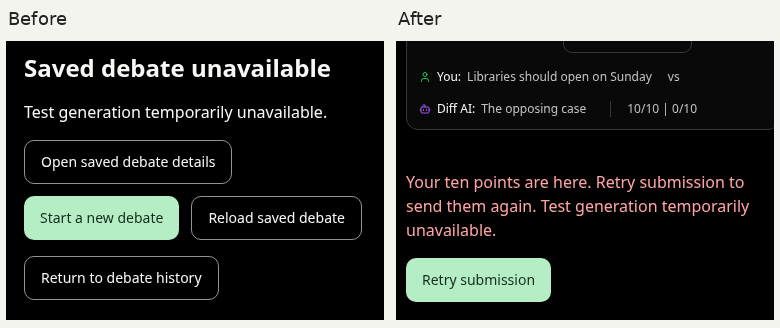 Before
After
Saved debate unavailable
Test generation temporarily unavailable.
Open saved debate details
Start a new debate
Reload saved debate
Return to debate history
You: Libraries should open on Sunday vs
Diff AI: The opposing case 10/10 | 0/10
Your ten points are here. Retry submission to
send them again. Test generation temporarily
unavailable.
Retry submission